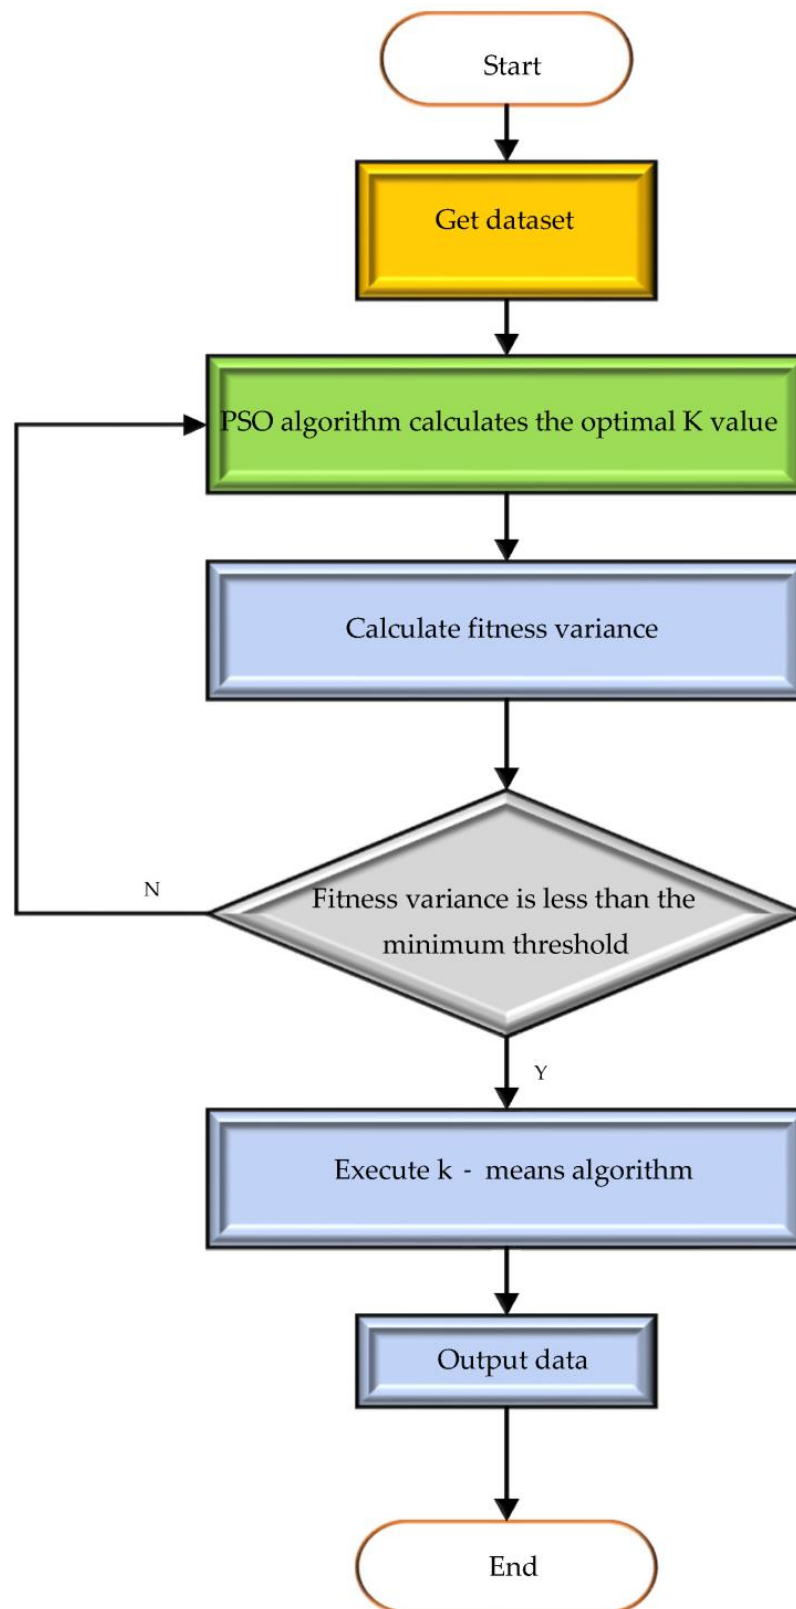 Start
Get dataset
PSO algorithm calculates the optimal K value
Calculate fitness variance
N
Fitness variance is less than the
minimum threshold
Y
Execute k - means algorithm
Output data
End